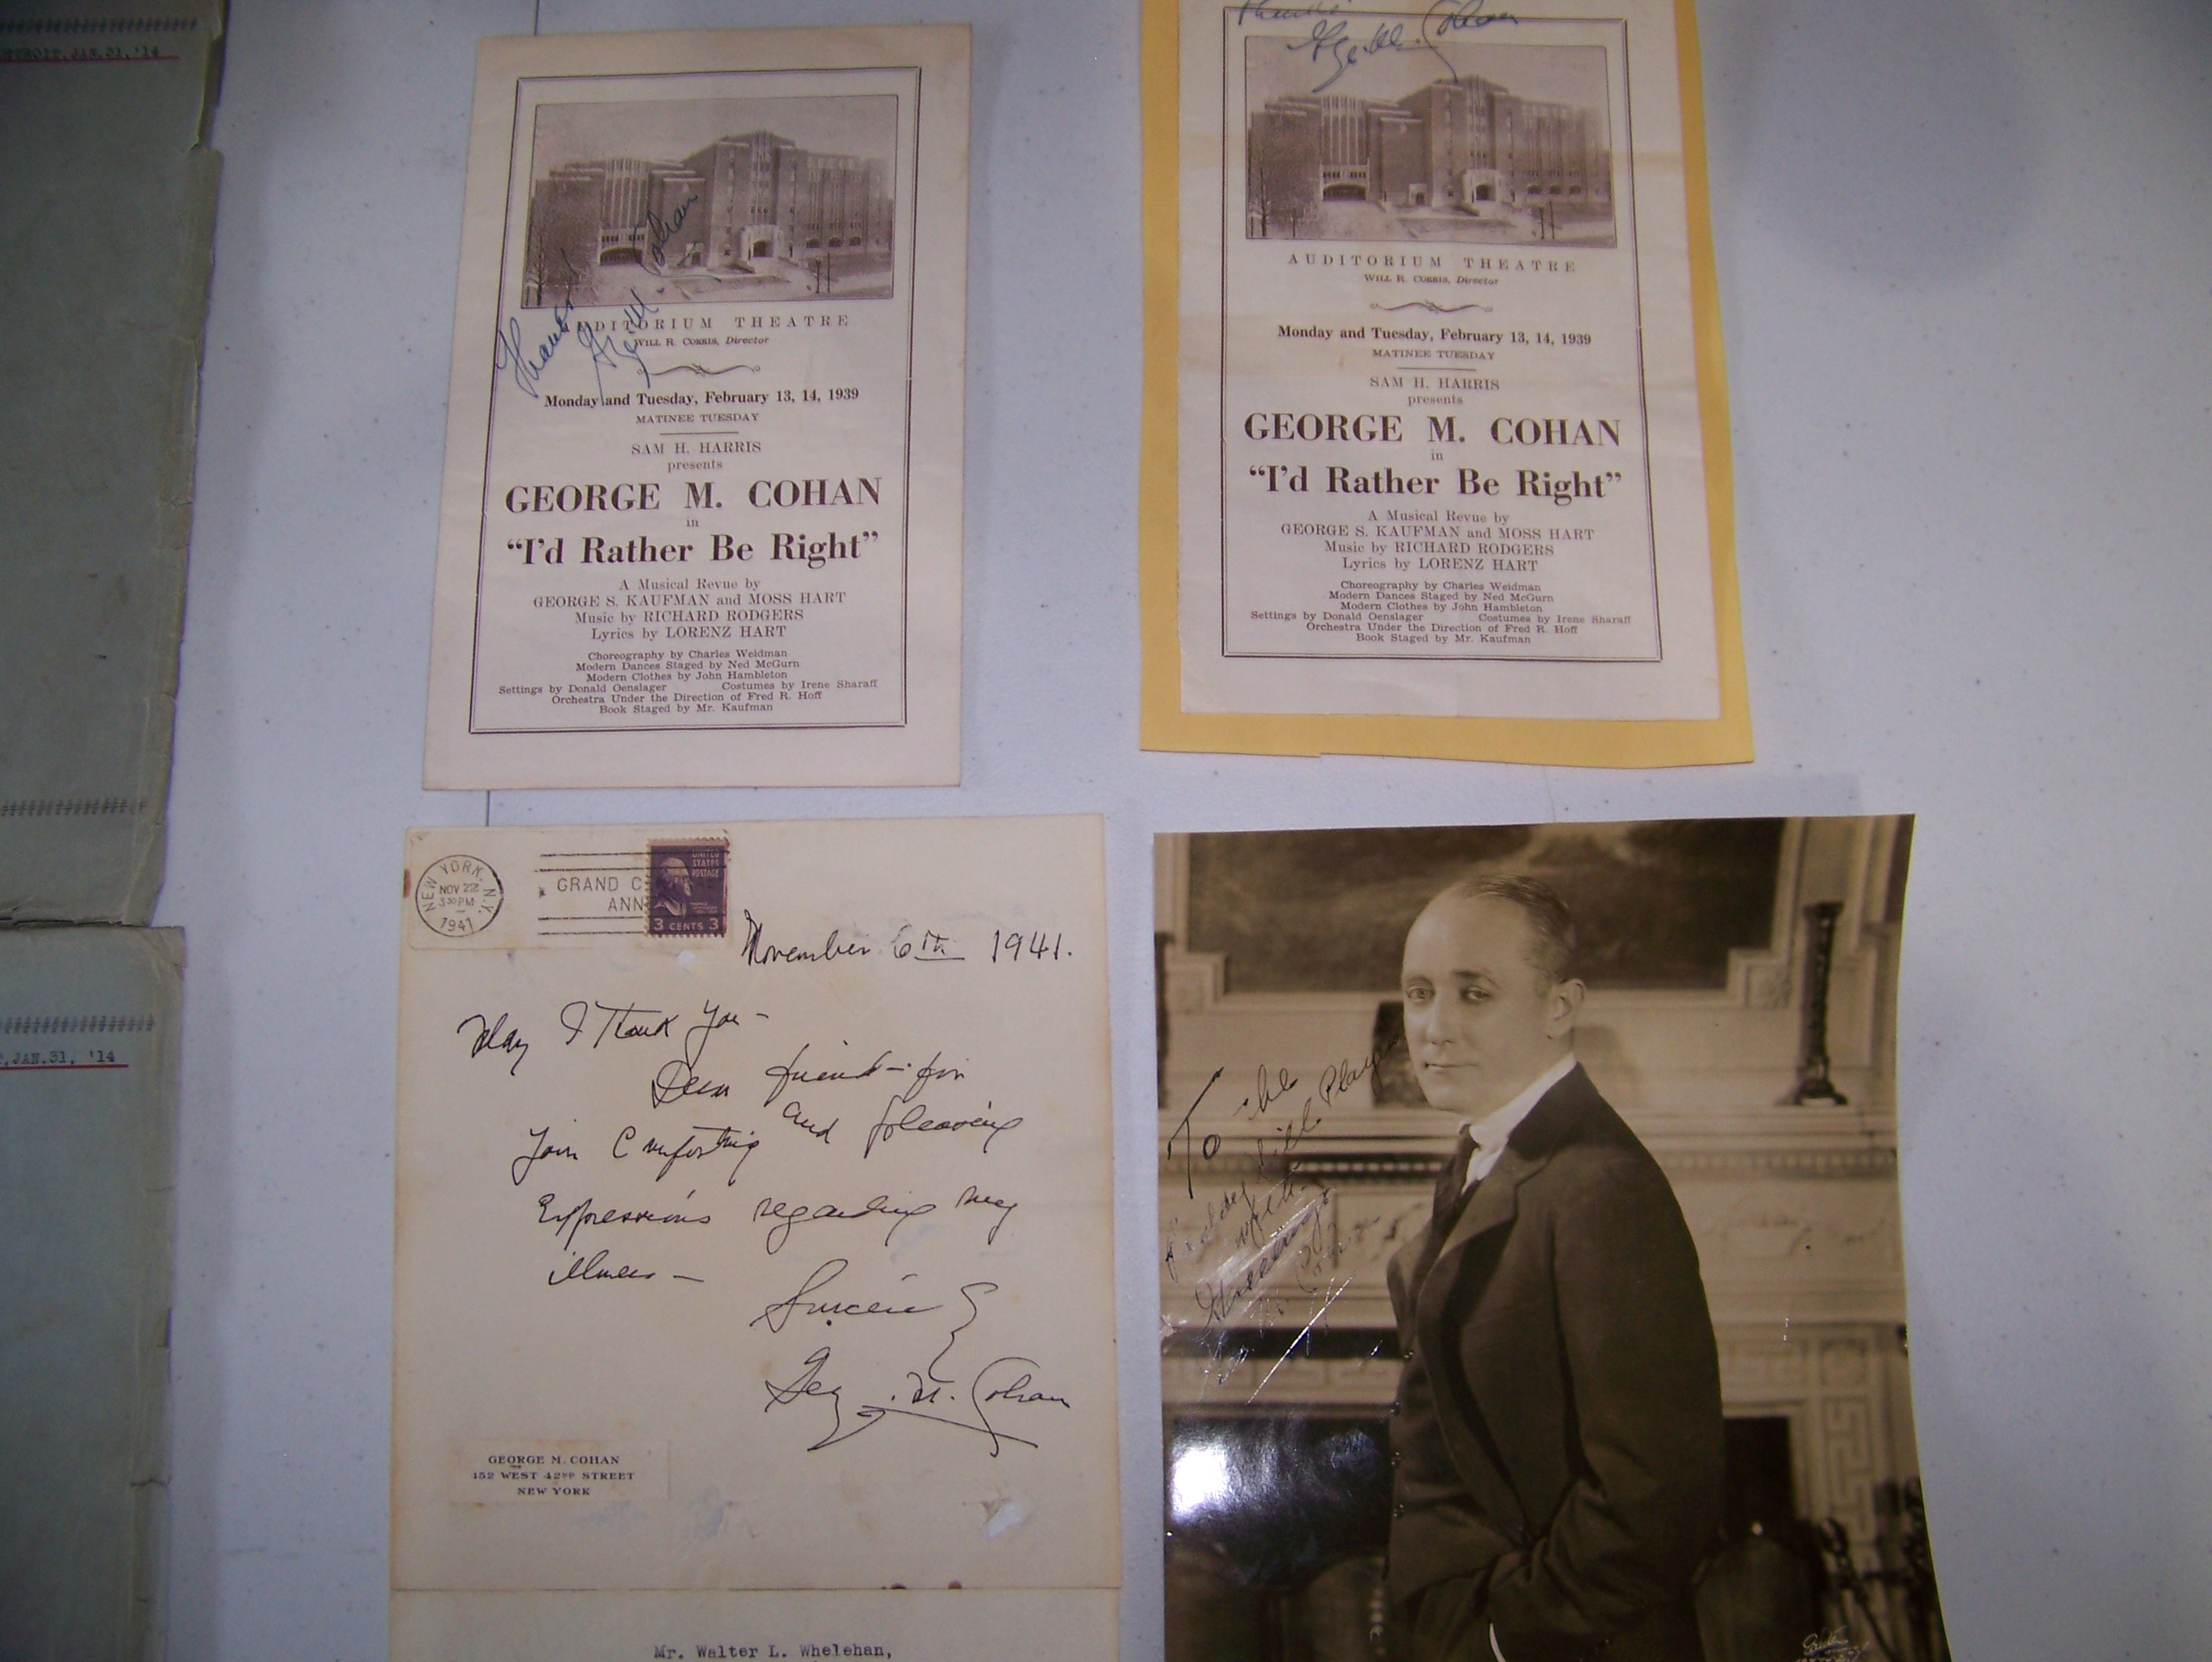 DETROIT, JAN. 31, '14
, JAN. 31, '14
Thanks
Geo. M. Cohan
AUDITORIUM THEATRE
WILL R. CORRIS, Director
Monday and Tuesday, February 13, 14, 1939
MATINEE TUESDAY
SAM H. HARRIS
presents
GEORGE M. COHAN
in
“I'd Rather Be Right”
A Musical Revue by
GEORGE S. KAUFMAN and MOSS HART
Music by RICHARD RODGERS
Lyrics by LORENZ HART
Choreography by Charles Weidman
Modern Dances Staged by Ned McGurn
Modern Clothes by John Hambleton
Settings by Donald Oenslager Costumes by Irene Sharaff
Orchestra Under the Direction of Fred R. Hoff
Book Staged by Mr. Kaufman
Thanks
Geo. M. Cohan
AUDITORIUM THEATRE
WILL R. CORRIS, Director
Monday and Tuesday, February 13, 14, 1939
MATINEE TUESDAY
SAM H. HARRIS
presents
GEORGE M. COHAN
in
“I'd Rather Be Right”
A Musical Revue by
GEORGE S. KAUFMAN and MOSS HART
Music by RICHARD RODGERS
Lyrics by LORENZ HART
Choreography by Charles Weidman
Modern Dances Staged by Ned McGurn
Modern Clothes by John Hambleton
Settings by Donald Oenslager Costumes by Irene Sharaff
Orchestra Under the Direction of Fred R. Hoff
Book Staged by Mr. Kaufman
NEW YORK, N.Y.
NOV 22
3 30 PM
1941
GRAND C
ANN
UNITED
STATES
POSTAGE
3 CENTS 3
November 6th 1941.
May I Thank You –
Dear friend – for
Your Comforting and pleasing
Expressions regarding my
illness –
Sincerely
Geo. M. Cohan
GEORGE M. COHAN
152 WEST 42ND STREET
NEW YORK
Mr. Walter L. Whelehan,
To the
Players
with
Greetings